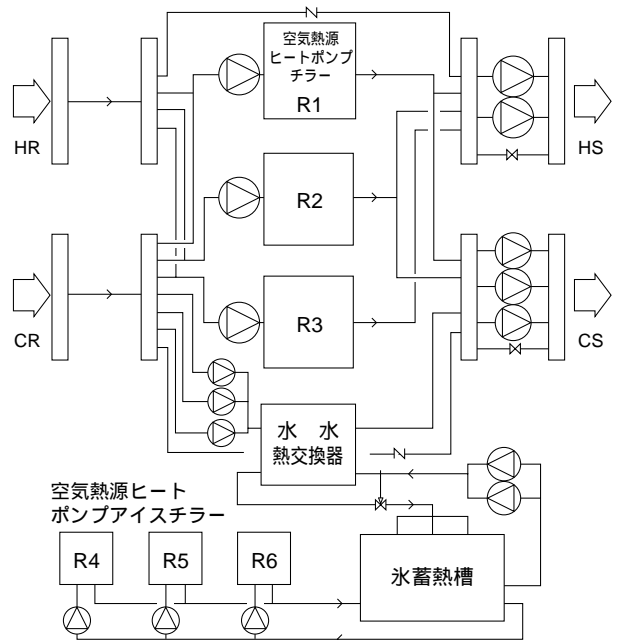 空気熱源
ヒートポンプ
チラー
R1
HR
HS
R2
CR
R3
CS
水 水
熱交換器
空気熱源ヒート
ポンプアイスチラー
R4
R5
R6
氷蓄熱槽